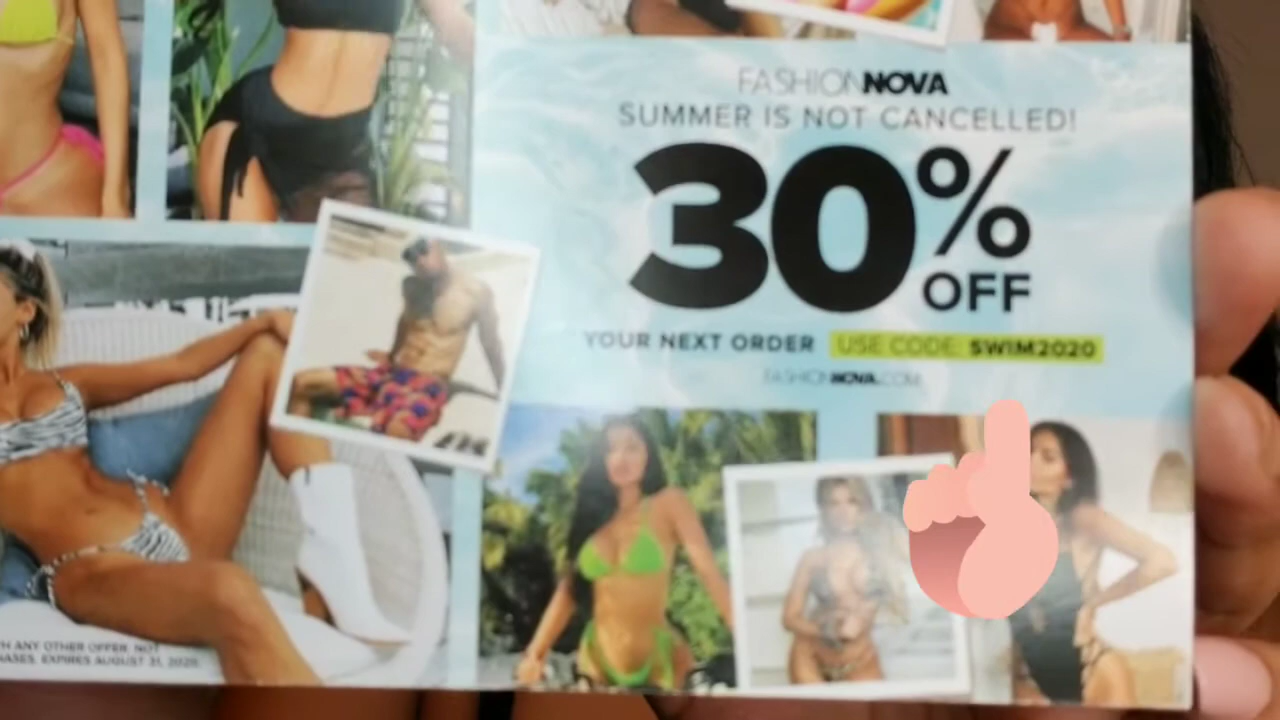 FASHIONNOVA
SUMMER IS NOT CANCELLED!
30% OFF
YOUR NEXT ORDER USE CODE: SWIM2020
FASHIONNOVA.COM
TH ANY OTHER OFFER. NOT
HASES. EXPIRES AUGUST 31, 2020.